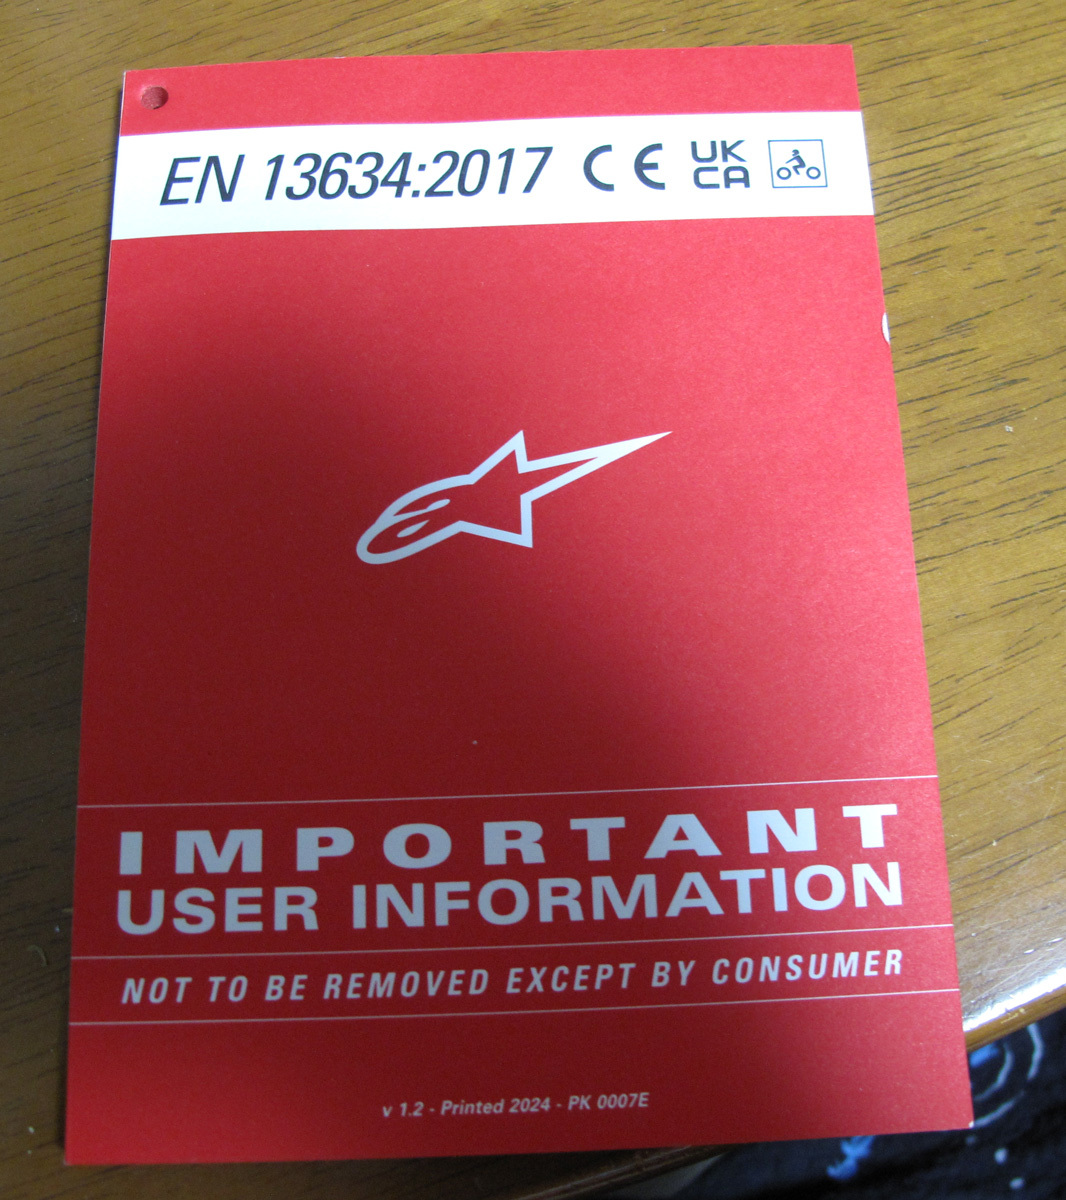 EN 13634:2017 CE UK
CA
IMPORTANT
USER INFORMATION
NOT TO BE REMOVED EXCEPT BY CONSUMER
v 1.2 - Printed 2024 - PK 0007E